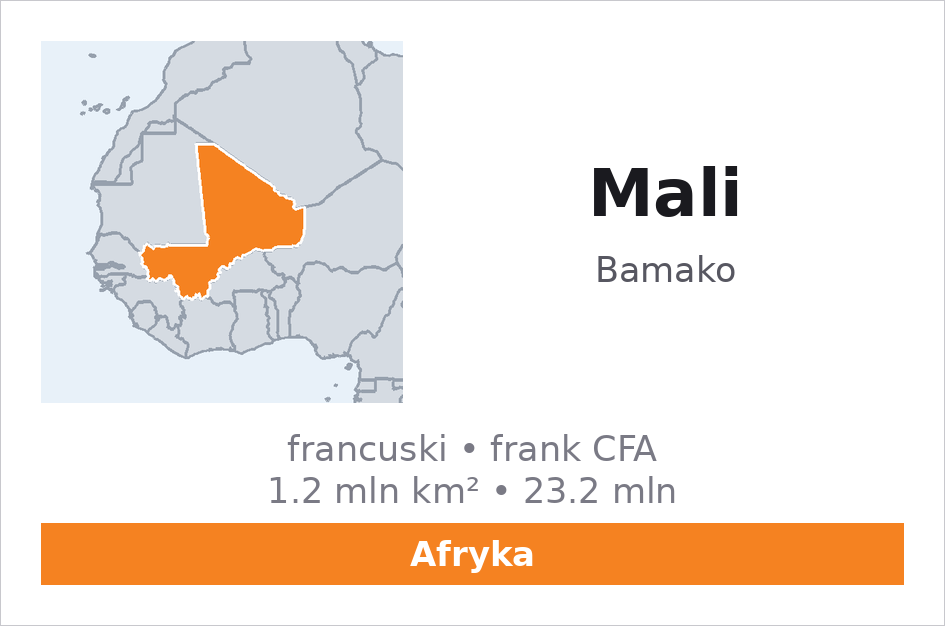 Mali
Bamako
francuski • frank CFA
1.2 mln km² • 23.2 mln
Afryka